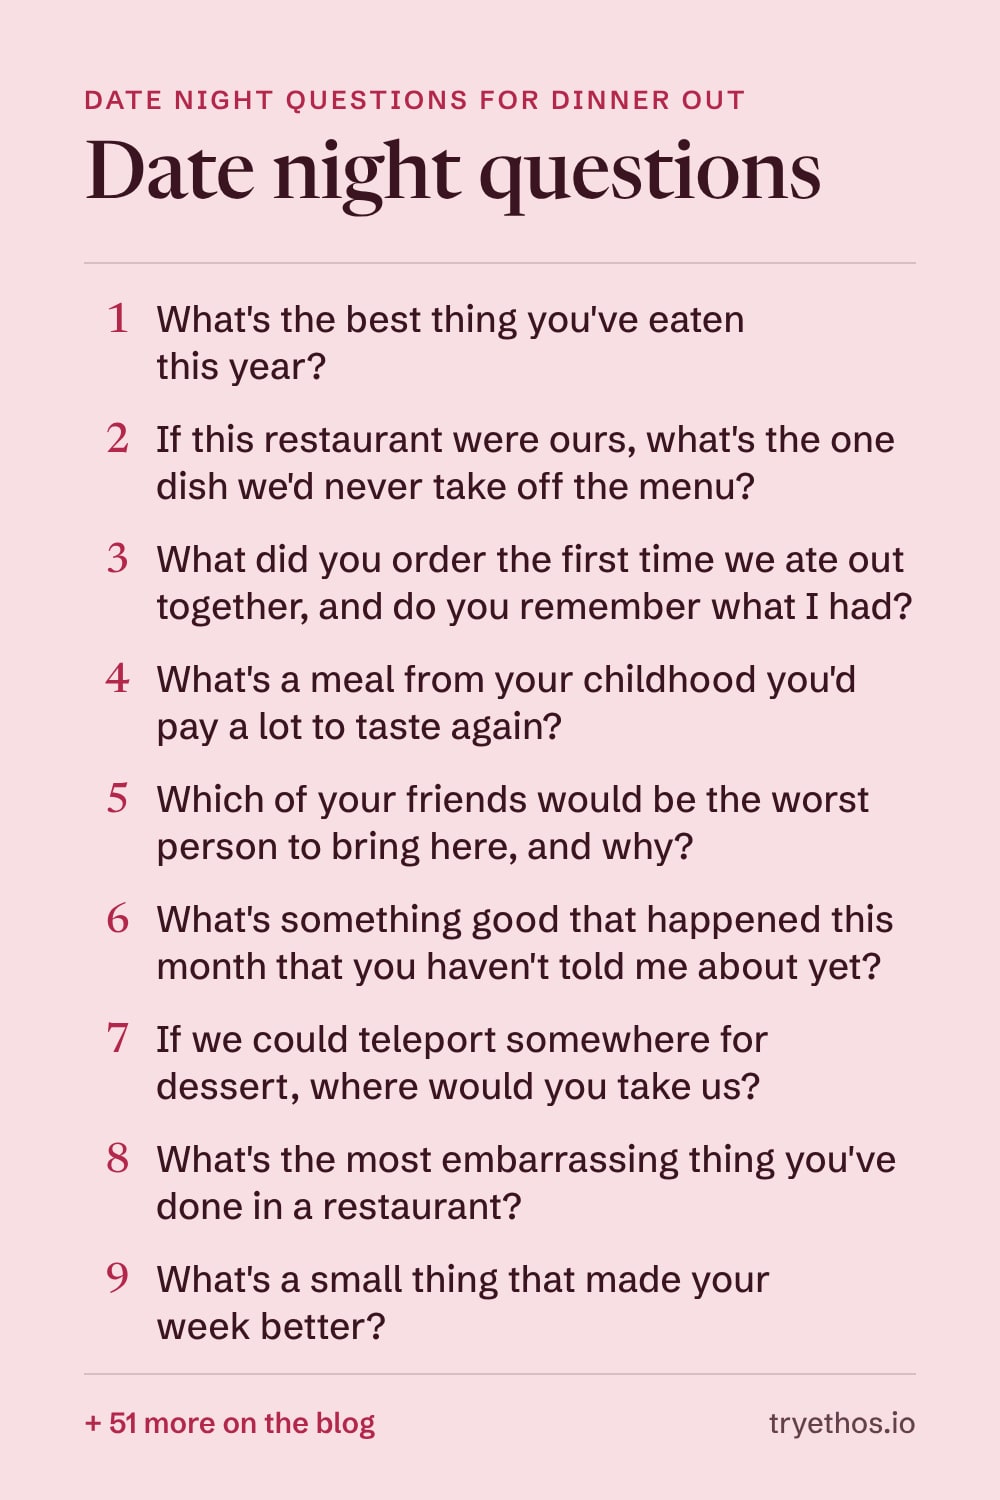 DATE NIGHT QUESTIONS FOR DINNER OUT
Date night questions
1 What's the best thing you've eaten
this year?
2 If this restaurant were ours, what's the one
dish we'd never take off the menu?
3 What did you order the first time we ate out
together, and do you remember what I had?
4 What's a meal from your childhood you'd
pay a lot to taste again?
5 Which of your friends would be the worst
person to bring here, and why?
6 What's something good that happened this
month that you haven't told me about yet?
7 If we could teleport somewhere for
dessert, where would you take us?
8 What's the most embarrassing thing you've
done in a restaurant?
9 What's a small thing that made your
week better?
+ 51 more on the blog
tryethos.io